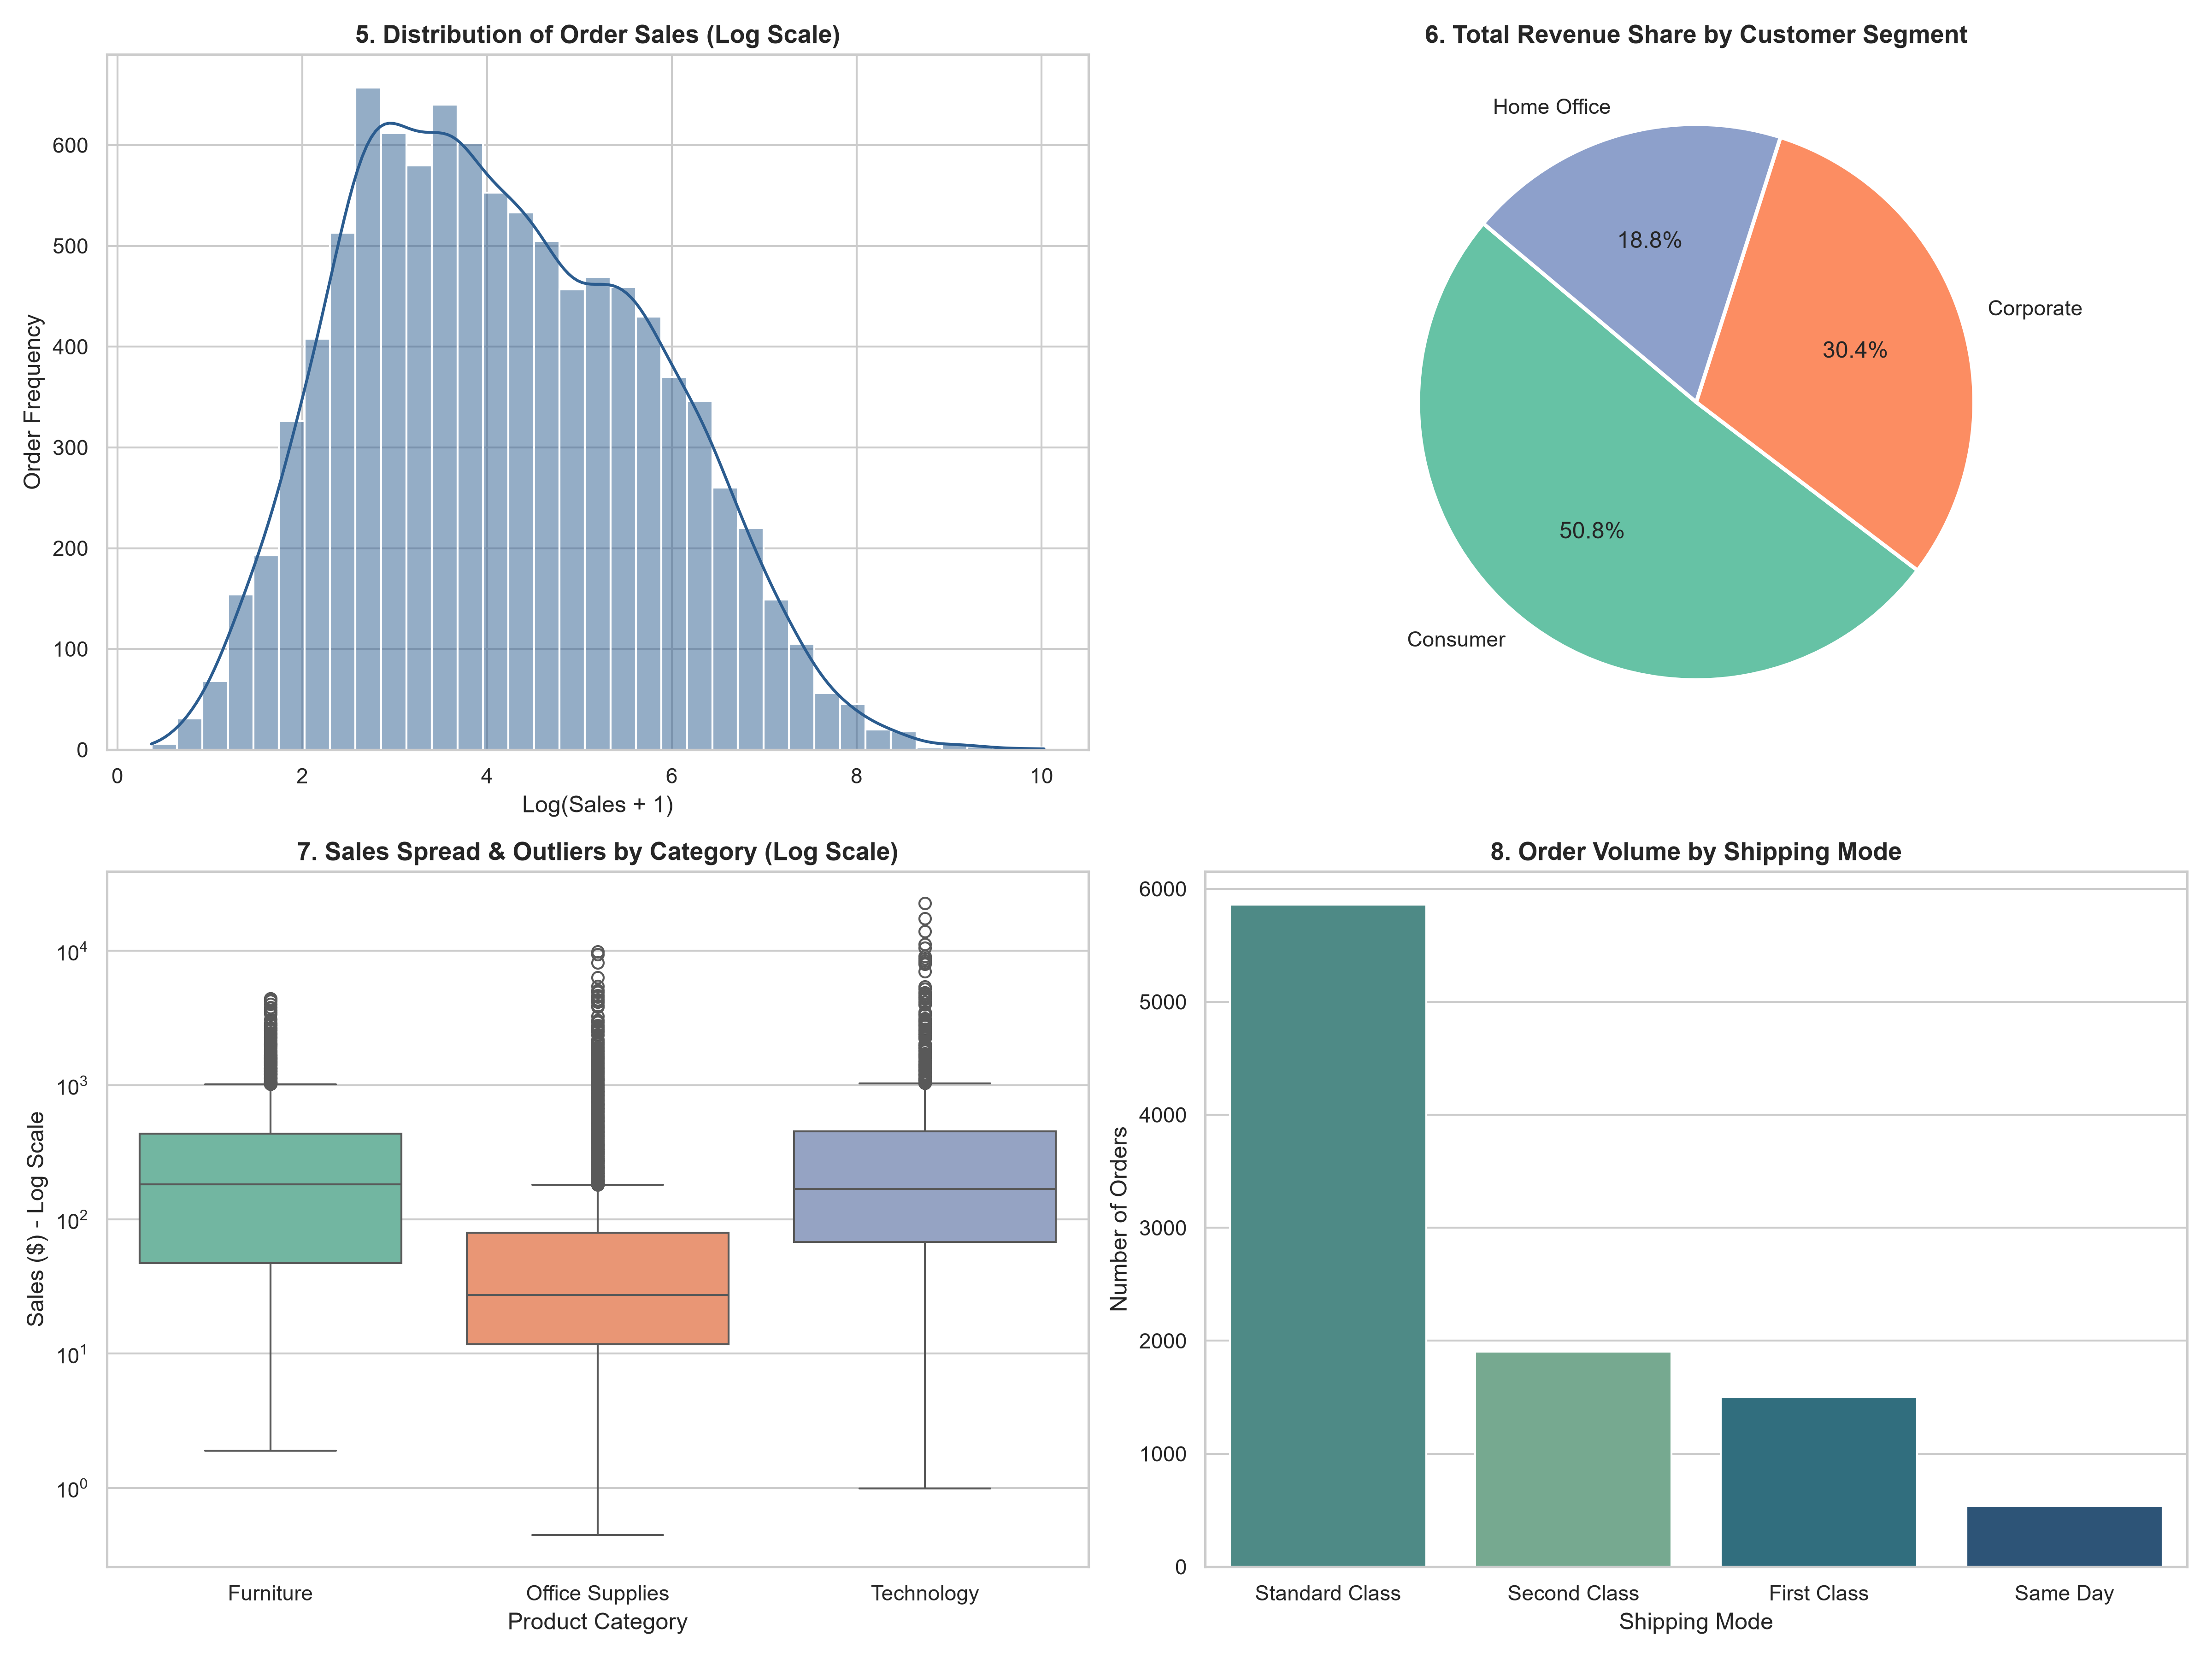 5. Distribution of Order Sales (Log Scale)
600
500
400
300
200
100
0
Order Frequency
0 2 4 6 8 10
Log(Sales + 1)
6. Total Revenue Share by Customer Segment
Home Office
18.8%
Corporate
30.4%
50.8%
Consumer
7. Sales Spread & Outliers by Category (Log Scale)
10⁴
10³
10²
10¹
10⁰
Sales ($) - Log Scale
Furniture Office Supplies Technology
Product Category
8. Order Volume by Shipping Mode
6000
5000
4000
3000
2000
1000
0
Number of Orders
Standard Class Second Class First Class Same Day
Shipping Mode